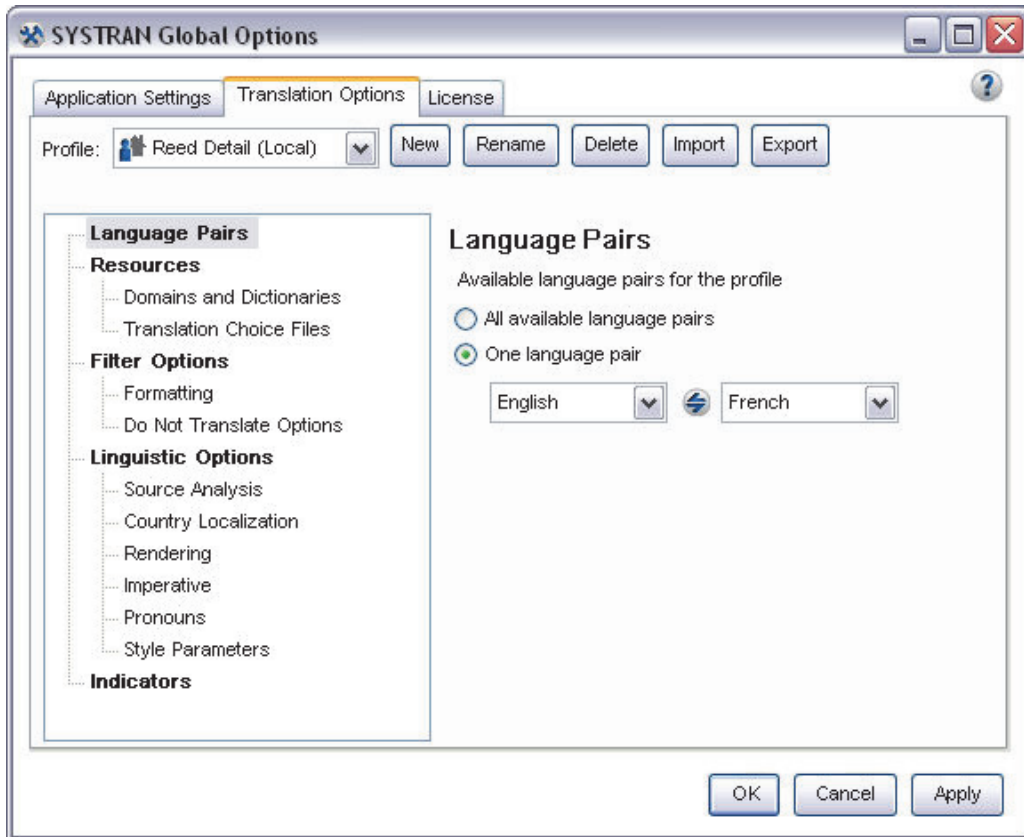 SYSTRAN Global Options
Application Settings
Translation Options
License
?
Profile:
Reed Detail (Local)
New
Rename
Delete
Import
Export
Language Pairs
Resources
Domains and Dictionaries
Translation Choice Files
Filter Options
Formatting
Do Not Translate Options
Linguistic Options
Source Analysis
Country Localization
Rendering
Imperative
Pronouns
Style Parameters
Indicators
Language Pairs
Available language pairs for the profile
All available language pairs
One language pair
English
French
OK
Cancel
Apply